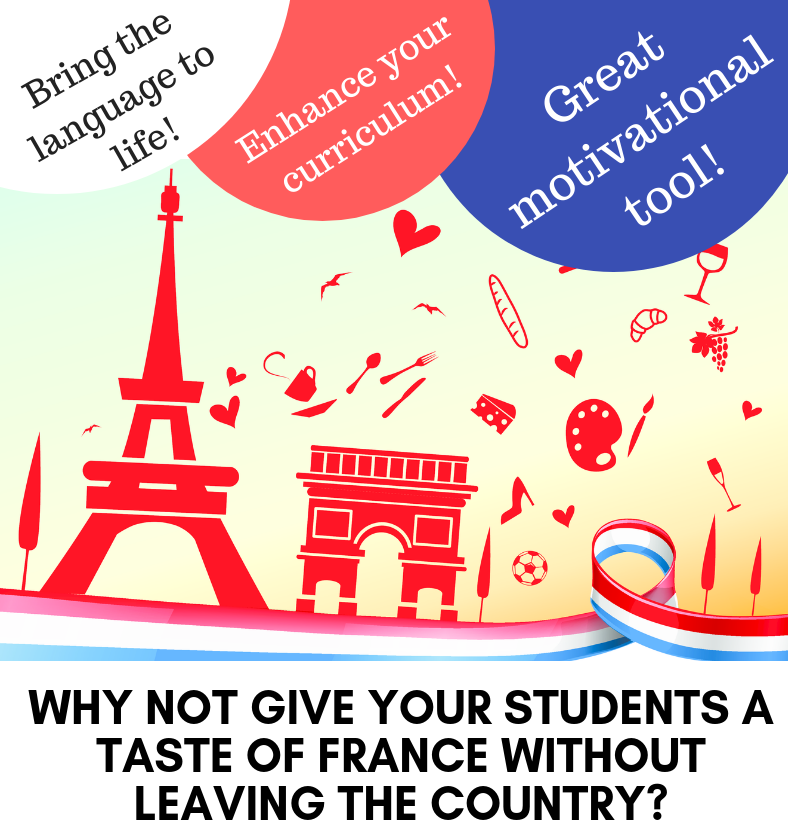 Bring the
language to
life!
Enhance your
curriculum!
Great
motivational
tool!
WHY NOT GIVE YOUR STUDENTS A
TASTE OF FRANCE WITHOUT
LEAVING THE COUNTRY?